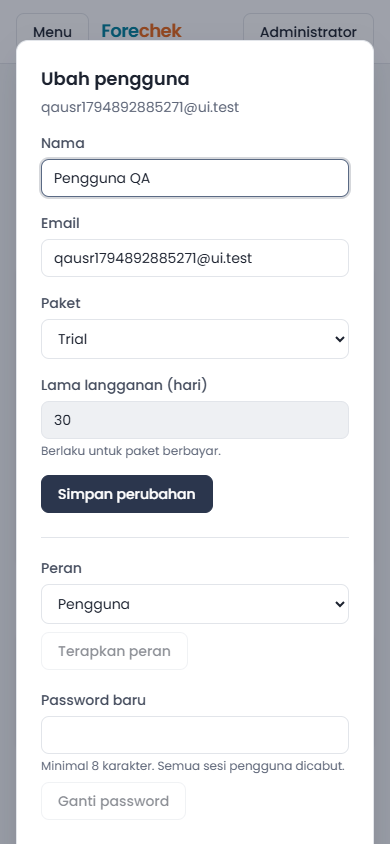 Menu
Forechek
Administrator
Ubah pengguna
qausr1794892885271@ui.test
Nama
Pengguna QA
Email
qausr1794892885271@ui.test
Paket
Trial
Lama langganan (hari)
30
Berlaku untuk paket berbayar.
Simpan perubahan
Peran
Pengguna
Terapkan peran
Password baru
Minimal 8 karakter. Semua sesi pengguna dicabut.
Ganti password